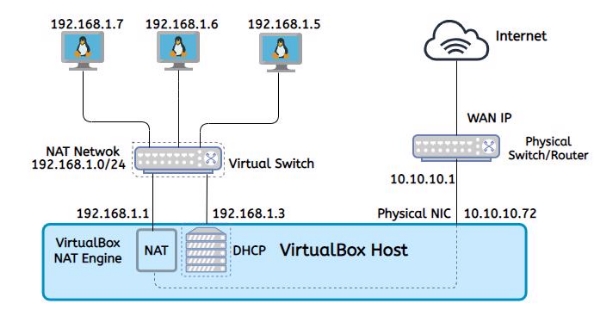 192.168.1.7
192.168.1.6
192.168.1.5
Internet
WAN IP
NAT Netwok
192.168.1.0/24
Virtual Switch
Physical
Switch/Router
10.10.10.1
192.168.1.1
192.168.1.3
Physical NIC
10.10.10.72
VirtualBox
NAT Engine
NAT
DHCP
VirtualBox Host